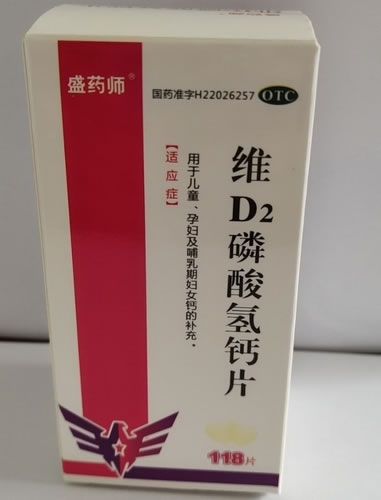 盛药师®
国药准字H22026257 OTC
维D2磷酸氢钙片
【适应症】
用于儿童、孕妇及哺乳期妇女钙的补充。
118片